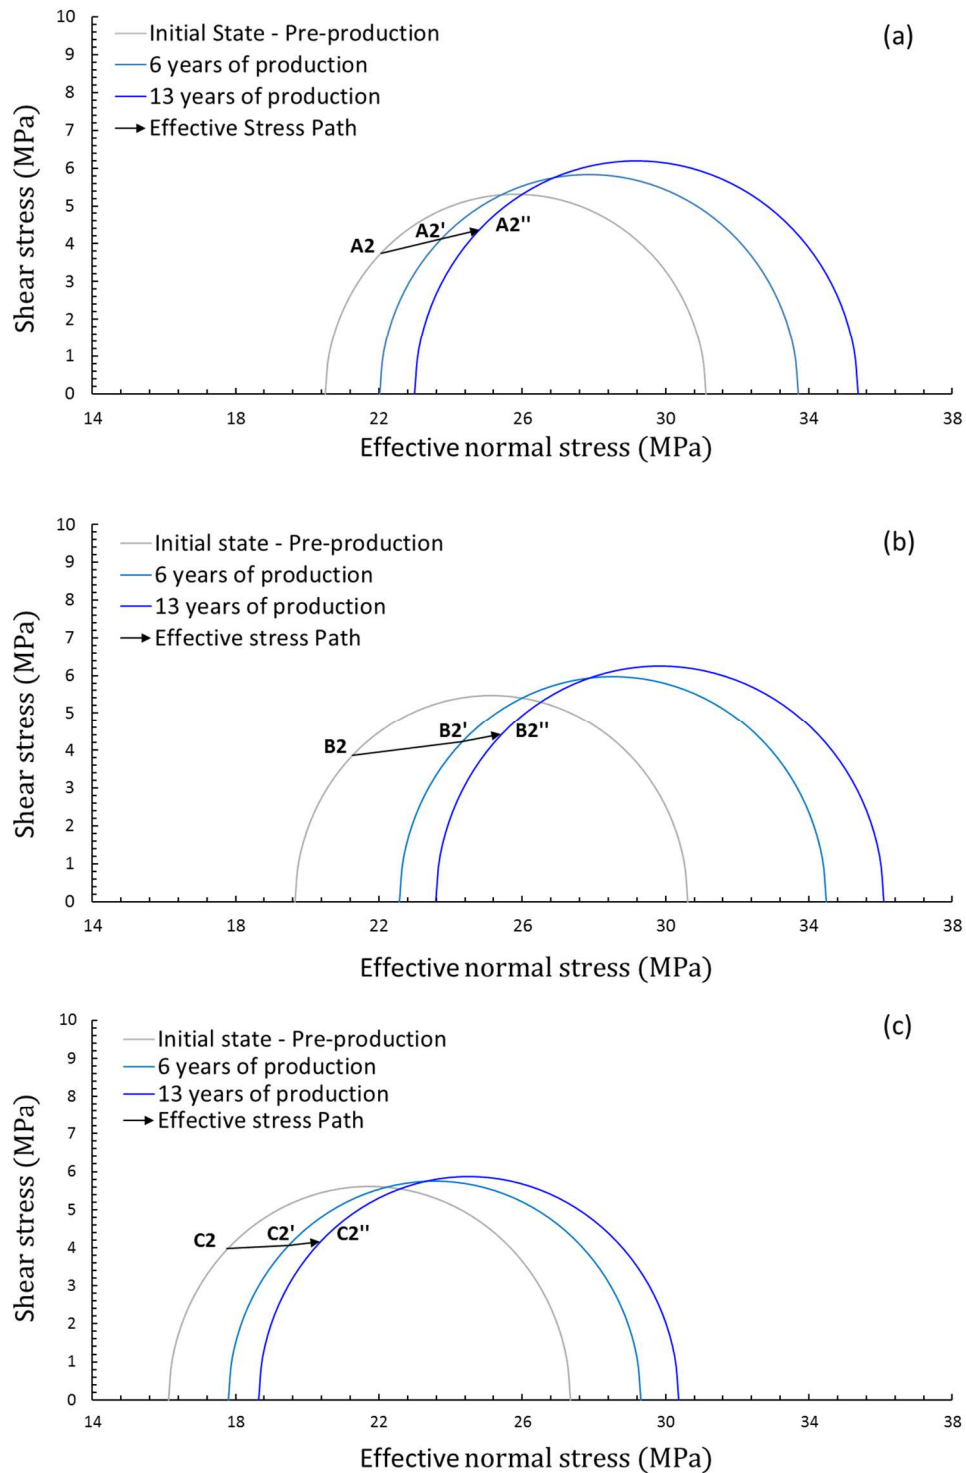 10
9
8
7
6
5
4
3
2
1
0
Shear stress (MPa)
Initial State - Pre-production
6 years of production
13 years of production
Effective Stress Path
(a)
A2
A2'
A2''
14
18
22
26
30
34
38
Effective normal stress (MPa)
10
9
8
7
6
5
4
3
2
1
0
Shear stress (MPa)
Initial state - Pre-production
6 years of production
13 years of production
Effective stress Path
(b)
B2
B2'
B2''
14
18
22
26
30
34
38
Effective normal stress (MPa)
10
9
8
7
6
5
4
3
2
1
0
Shear stress (MPa)
Initial state - Pre-production
6 years of production
13 years of production
Effective stress Path
(c)
C2
C2'
C2''
14
18
22
26
30
34
38
Effective normal stress (MPa)